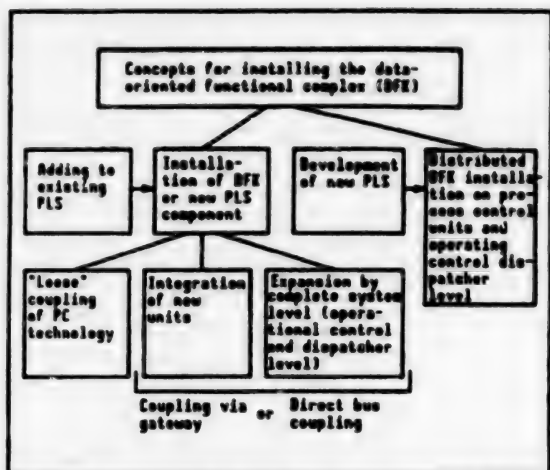 Concepts for installing the data-
oriented functional complex (DFK)
Adding to
existing
PLS
Installa-
tion of DFK
or new PLS
component
Development
of new PLS
Distributed
DFK installa-
tion on pro-
cess control
units and
operating
control dis-
patcher
level
"Loose"
coupling
of PC
technology
Integration
of new
units
Expansion by
complete system
level (opera-
tional control
and dispatcher
level)
Coupling via
gateway
or
Direct bus
coupling